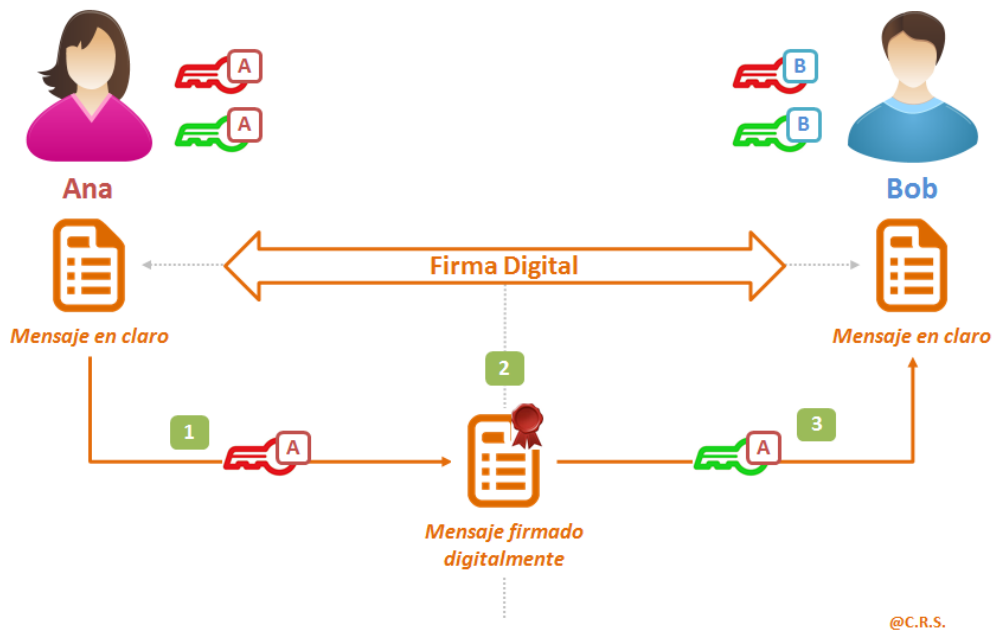 A
B
A
B
Ana
Bob
Firma Digital
Mensaje en claro
Mensaje en claro
2
1
3
A
A
Mensaje firmado
digitalmente
@C.R.S.